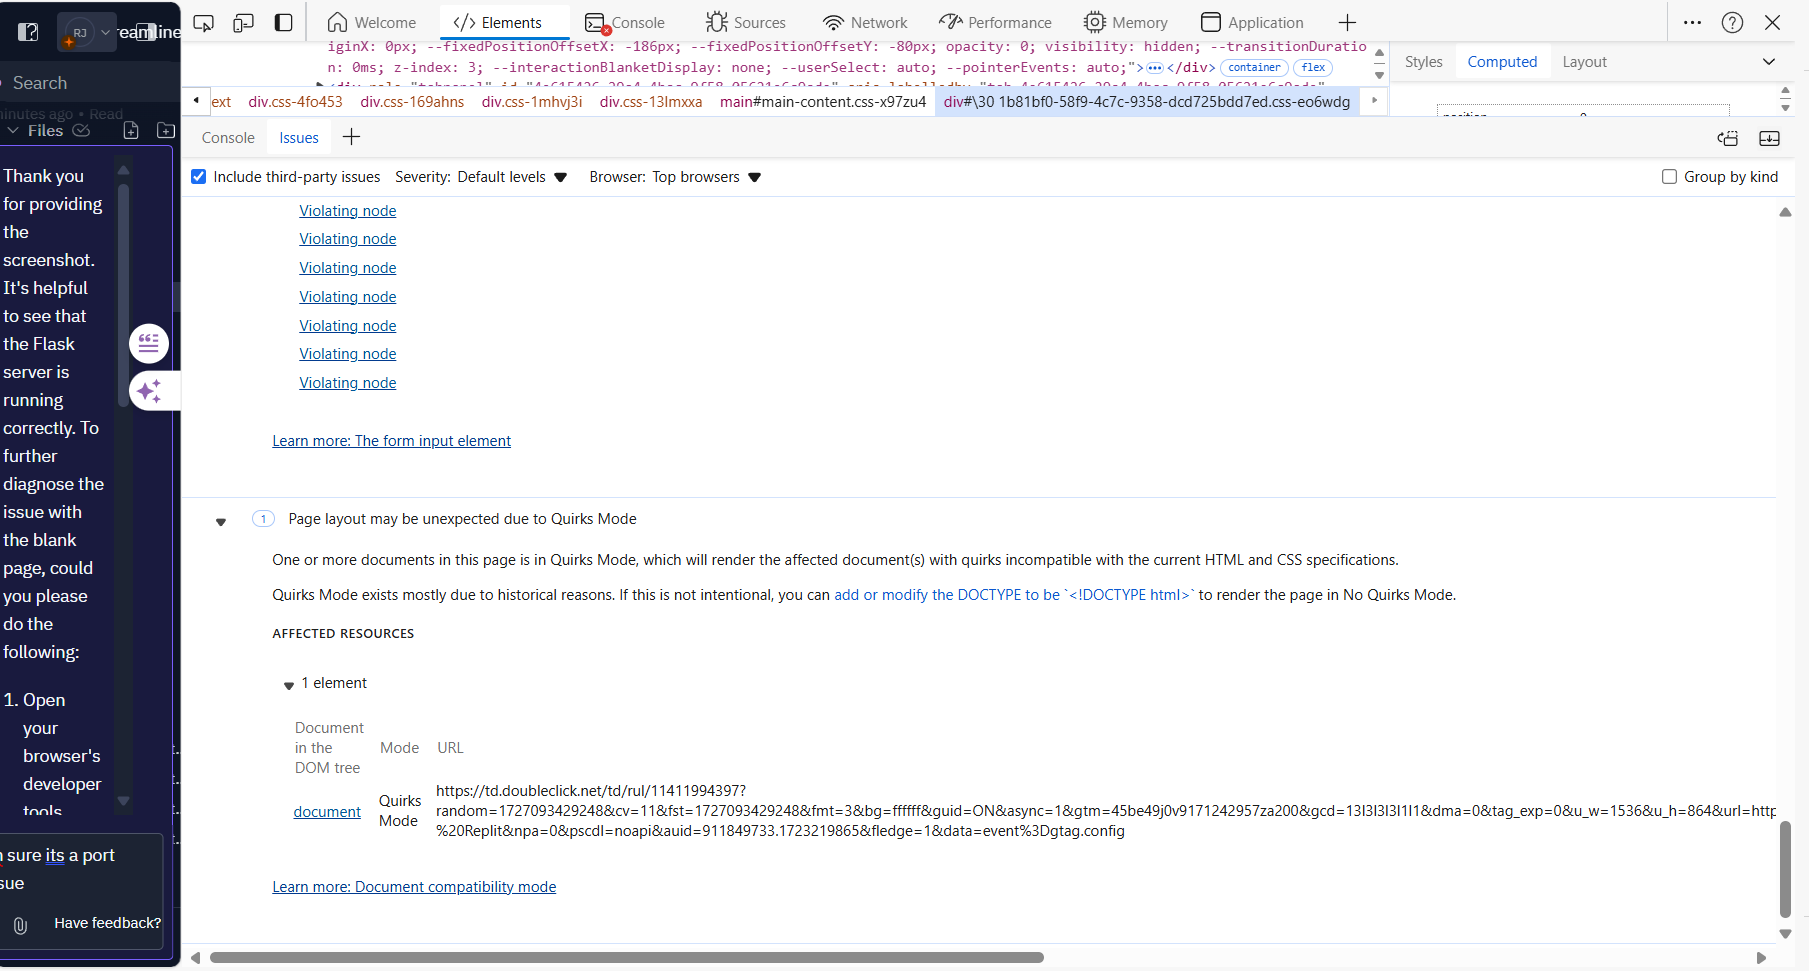 RJ
reamline
Search
inutes ago • Read
Files
Thank you
for providing
the
screenshot.
It's helpful
to see that
the Flask
server is
running
correctly. To
further
diagnose the
issue with
the blank
page, could
you please
do the
following:
1. Open
your
browser's
developer
tools
sure its a port
sue
Have feedback?
Welcome
</> Elements
Console
Sources
Network
Performance
Memory
Application
iginX: 0px; --fixedPositionOffsetX: -186px; --fixedPositionOffsetY: -80px; opacity: 0; visibility: hidden; --transitionDuratio
n: 0ms; z-index: 3; --interactionBlanketDisplay: none; --userSelect: auto; --pointerEvents: auto;">•••</div> container flex
Styles
Computed
Layout
ext div.css-4fo453 div.css-169ahns div.css-1mhvj3i div.css-13lmxxa main#main-content.css-x97zu4 div#\30 1b81bf0-58f9-4c7c-9358-dcd725bdd7ed.css-eo6wdg
Console
Issues
Include third-party issues Severity: Default levels Browser: Top browsers Group by kind
Violating node
Violating node
Violating node
Violating node
Violating node
Violating node
Violating node
Learn more: The form input element
1 Page layout may be unexpected due to Quirks Mode
One or more documents in this page is in Quirks Mode, which will render the affected document(s) with quirks incompatible with the current HTML and CSS specifications.
Quirks Mode exists mostly due to historical reasons. If this is not intentional, you can add or modify the DOCTYPE to be `<!DOCTYPE html>` to render the page in No Quirks Mode.
AFFECTED RESOURCES
1 element
Document
in the
DOM tree
Mode
URL
document
Quirks
Mode
https://td.doubleclick.net/td/rul/11411994397?
random=1727093429248&cv=11&fst=1727093429248&fmt=3&bg=ffffff&guid=ON&async=1&gtm=45be49j0v9171242957za200&gcd=13l3l3l3l1l1&dma=0&tag_exp=0&u_w=1536&u_h=864&url=http
%20Replit&npa=0&pscdl=noapi&auid=911849733.1723219865&fledge=1&data=event%3Dgtag.config
Learn more: Document compatibility mode